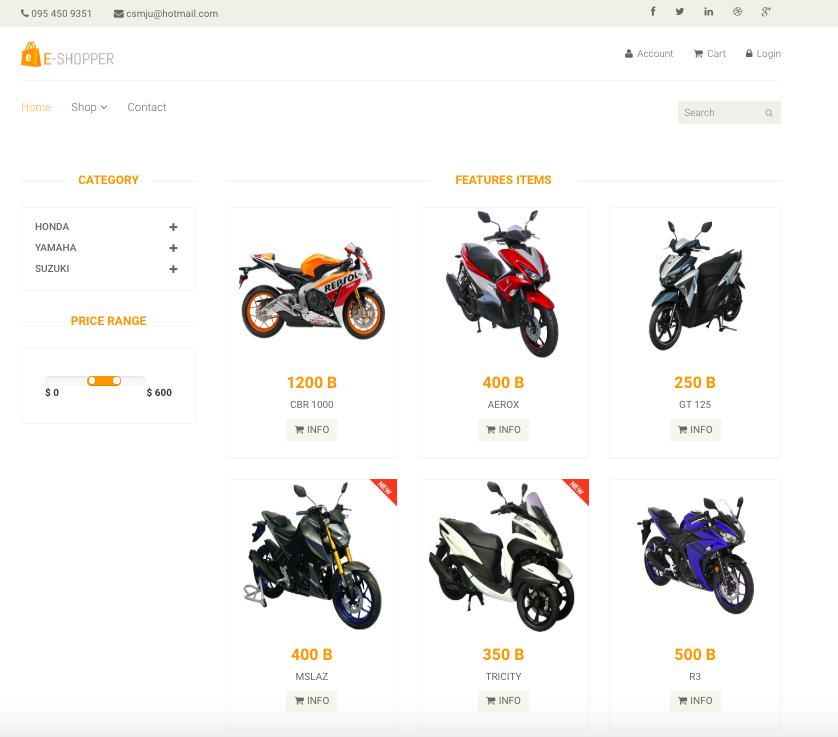 095 450 9351 csmju@hotmail.com
E-SHOPPER
Account Cart Login
Home Shop Contact
Search
CATEGORY
HONDA
YAMAHA
SUZUKI
PRICE RANGE
$ 0 $ 600
FEATURES ITEMS
REPSOL
1200 B
CBR 1000
INFO
400 B
AEROX
INFO
250 B
GT 125
INFO
NEW
400 B
MSLAZ
INFO
NEW
350 B
TRICITY
INFO
500 B
R3
INFO